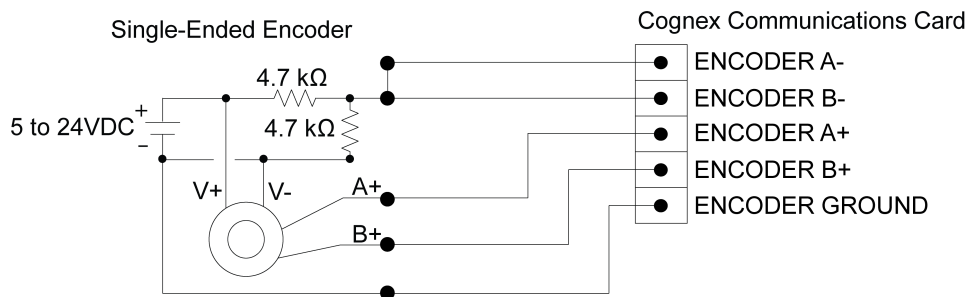 Cognex Communications Card
Single-Ended Encoder
ENCODER A-
4.7 kΩ
ENCODER B-
+
5 to 24VDC
4.7 kΩ
ENCODER A+
−
ENCODER B+
V+
V-
A+
ENCODER GROUND
B+